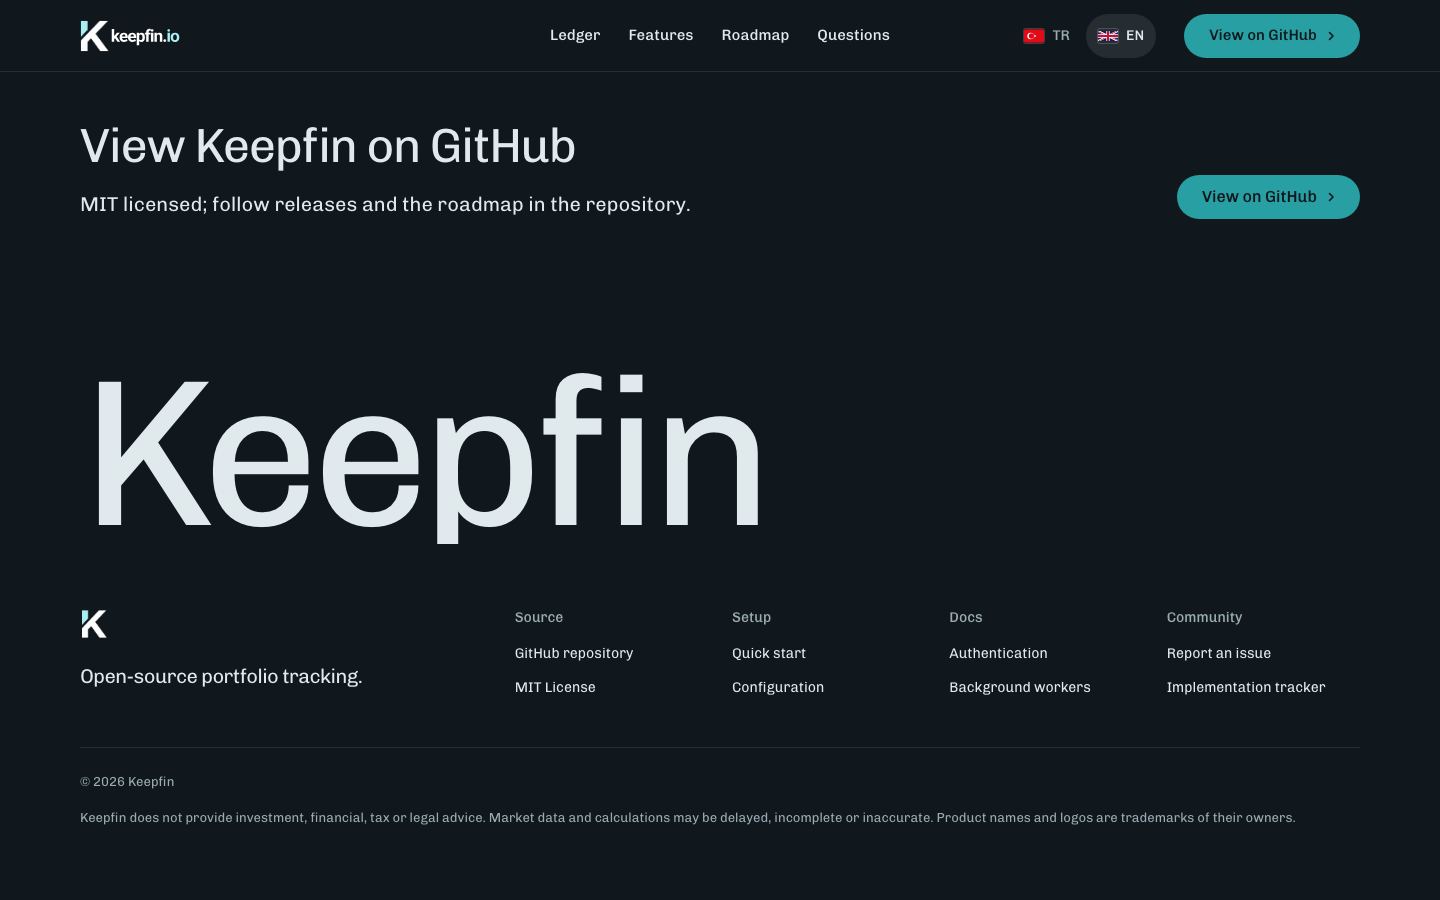 keepfin.io
Ledger
Features
Roadmap
Questions
TR
EN
View on GitHub
View Keepfin on GitHub
MIT licensed; follow releases and the roadmap in the repository.
View on GitHub
Keepfin
Open-source portfolio tracking.
Source
GitHub repository
MIT License
Setup
Quick start
Configuration
Docs
Authentication
Background workers
Community
Report an issue
Implementation tracker
© 2026 Keepfin
Keepfin does not provide investment, financial, tax or legal advice. Market data and calculations may be delayed, incomplete or inaccurate. Product names and logos are trademarks of their owners.